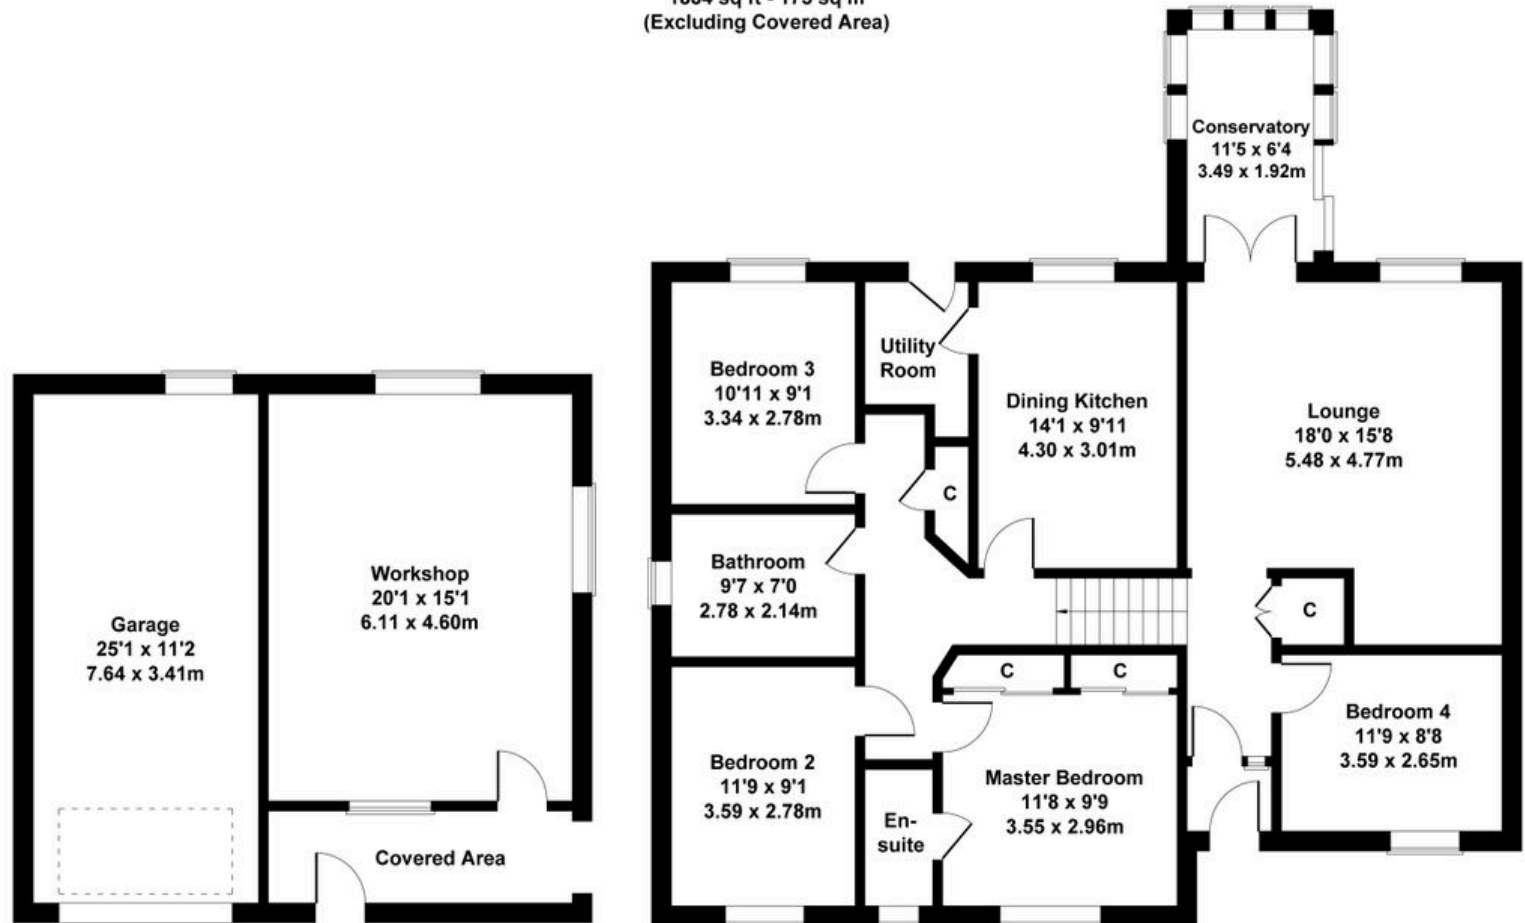 (Excluding Covered Area)
Conservatory
11'5 x 6'4
3.49 x 1.92m
Bedroom 3
10'11 x 9'1
3.34 x 2.78m
Utility
Room
Dining Kitchen
14'1 x 9'11
4.30 x 3.01m
Lounge
18'0 x 15'8
5.48 x 4.77m
C
Bathroom
9'7 x 7'0
2.78 x 2.14m
Workshop
20'1 x 15'1
6.11 x 4.60m
Garage
25'1 x 11'2
7.64 x 3.41m
C
C
C
Bedroom 4
11'9 x 8'8
3.59 x 2.65m
Bedroom 2
11'9 x 9'1
3.59 x 2.78m
Master Bedroom
11'8 x 9'9
3.55 x 2.96m
En-
suite
Covered Area